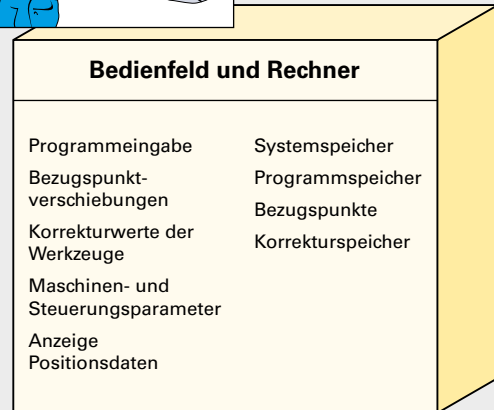 Bedienfeld und Rechner
Programmeingabe
Bezugspunkt-
verschiebungen
Korrekturwerte der
Werkzeuge
Maschinen- und
Steuerungsparameter
Anzeige
Positionsdaten
Systemspeicher
Programmspeicher
Bezugspunkte
Korrekturspeicher